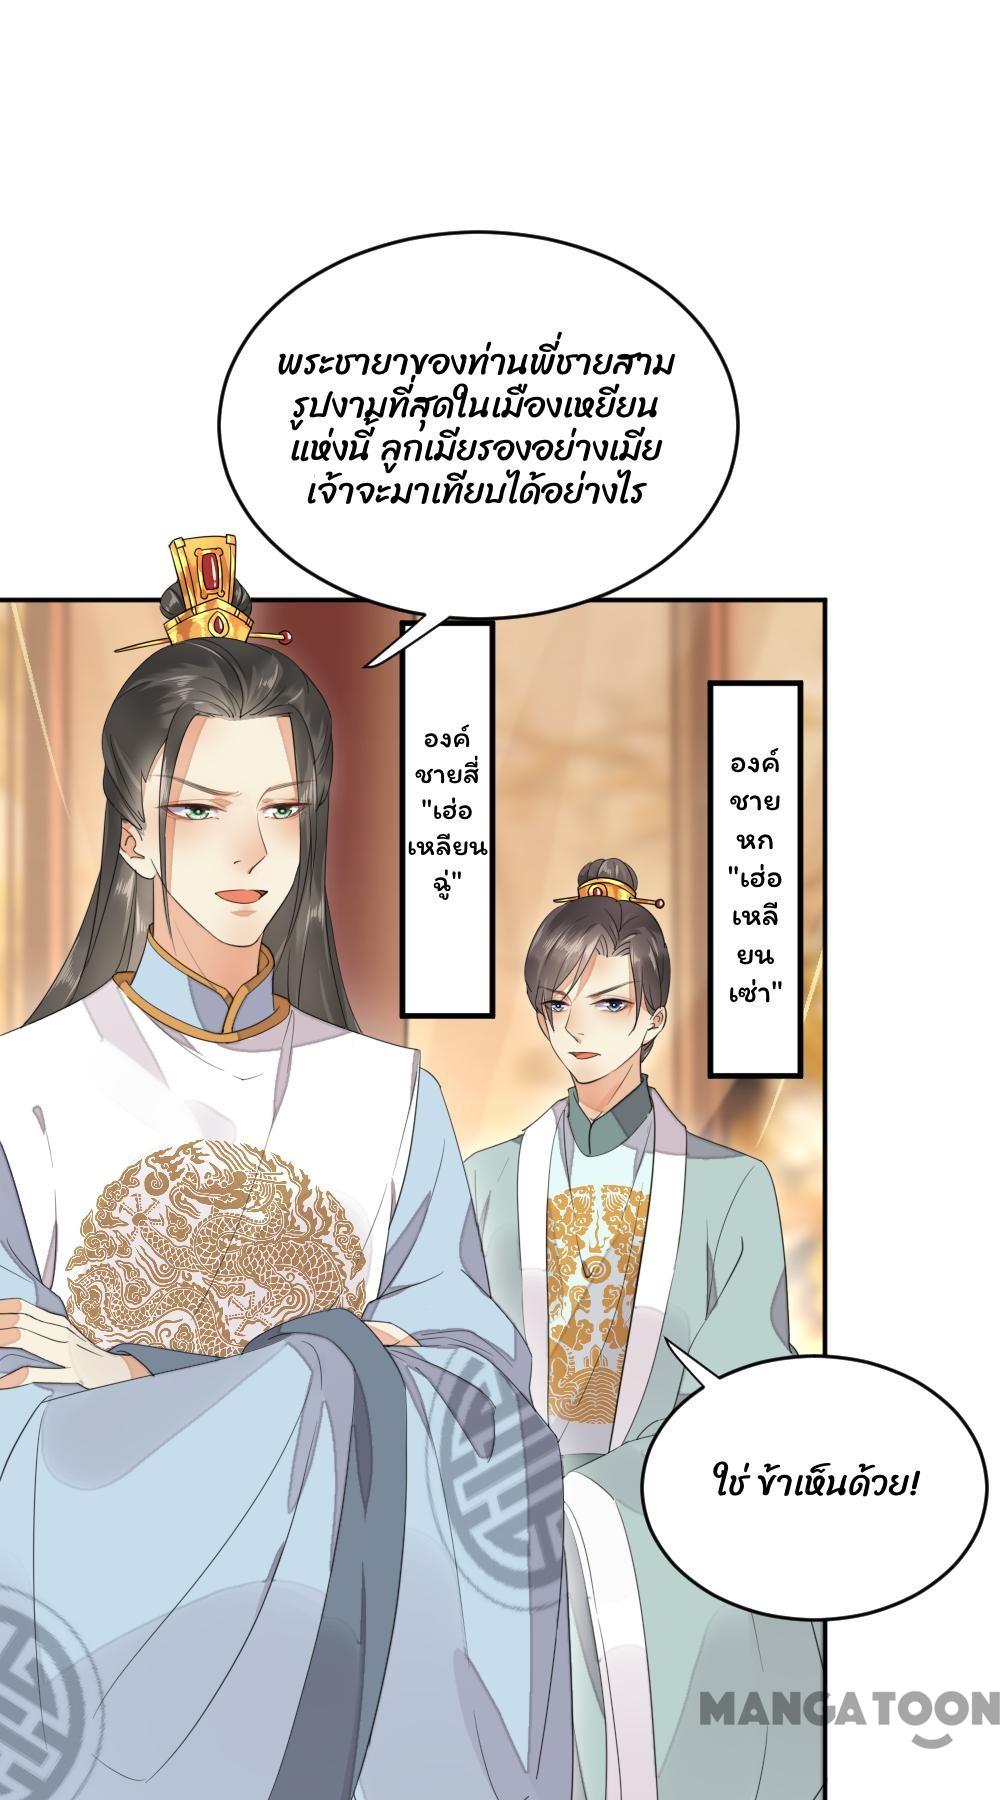 พระชายาของท่านพี่ชายสาม
รูปงามที่สุดในเมืองเหยียน
แห่งนี้ ลูกเมียรองอย่างเมีย
เจ้าจะมาเทียบได้อย่างไร
องค์
ชายสี่
"เฮ่อ
เหลียน
ฉู่"
องค์
ชาย
หก
"เฮ่อ
เหลี
ยน
เซ่า"
ใช่ ข้าเห็นด้วย!
MANGATOON